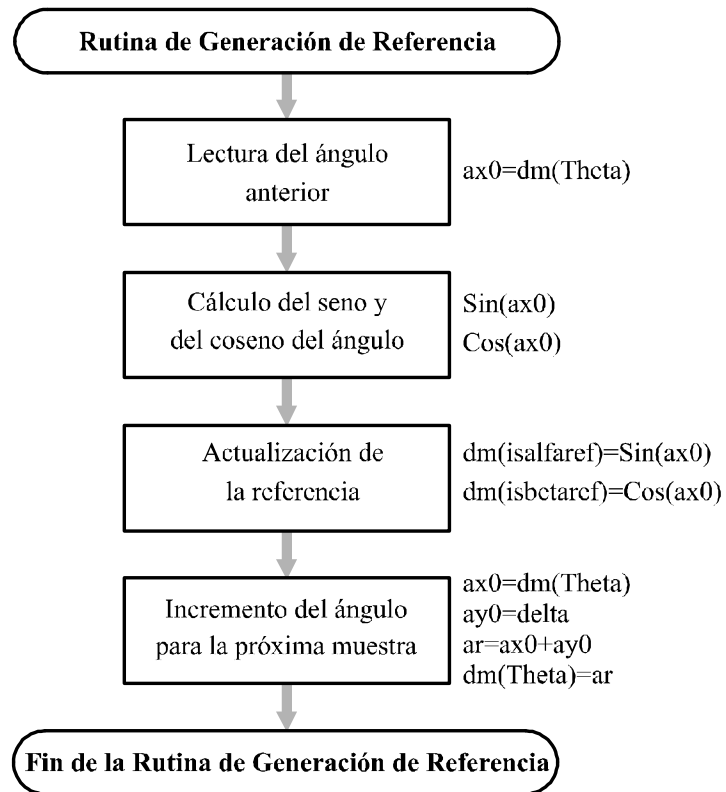 Rutina de Generación de Referencia
Lectura del ángulo
anterior
ax0=dm(Theta)
Cálculo del seno y
del coseno del ángulo
Sin(ax0)
Cos(ax0)
Actualización de
la referencia
dm(isalfaref)=Sin(ax0)
dm(isbetaref)=Cos(ax0)
Incremento del ángulo
para la próxima muestra
ax0=dm(Theta)
ay0=delta
ar=ax0+ay0
dm(Theta)=ar
Fin de la Rutina de Generación de Referencia